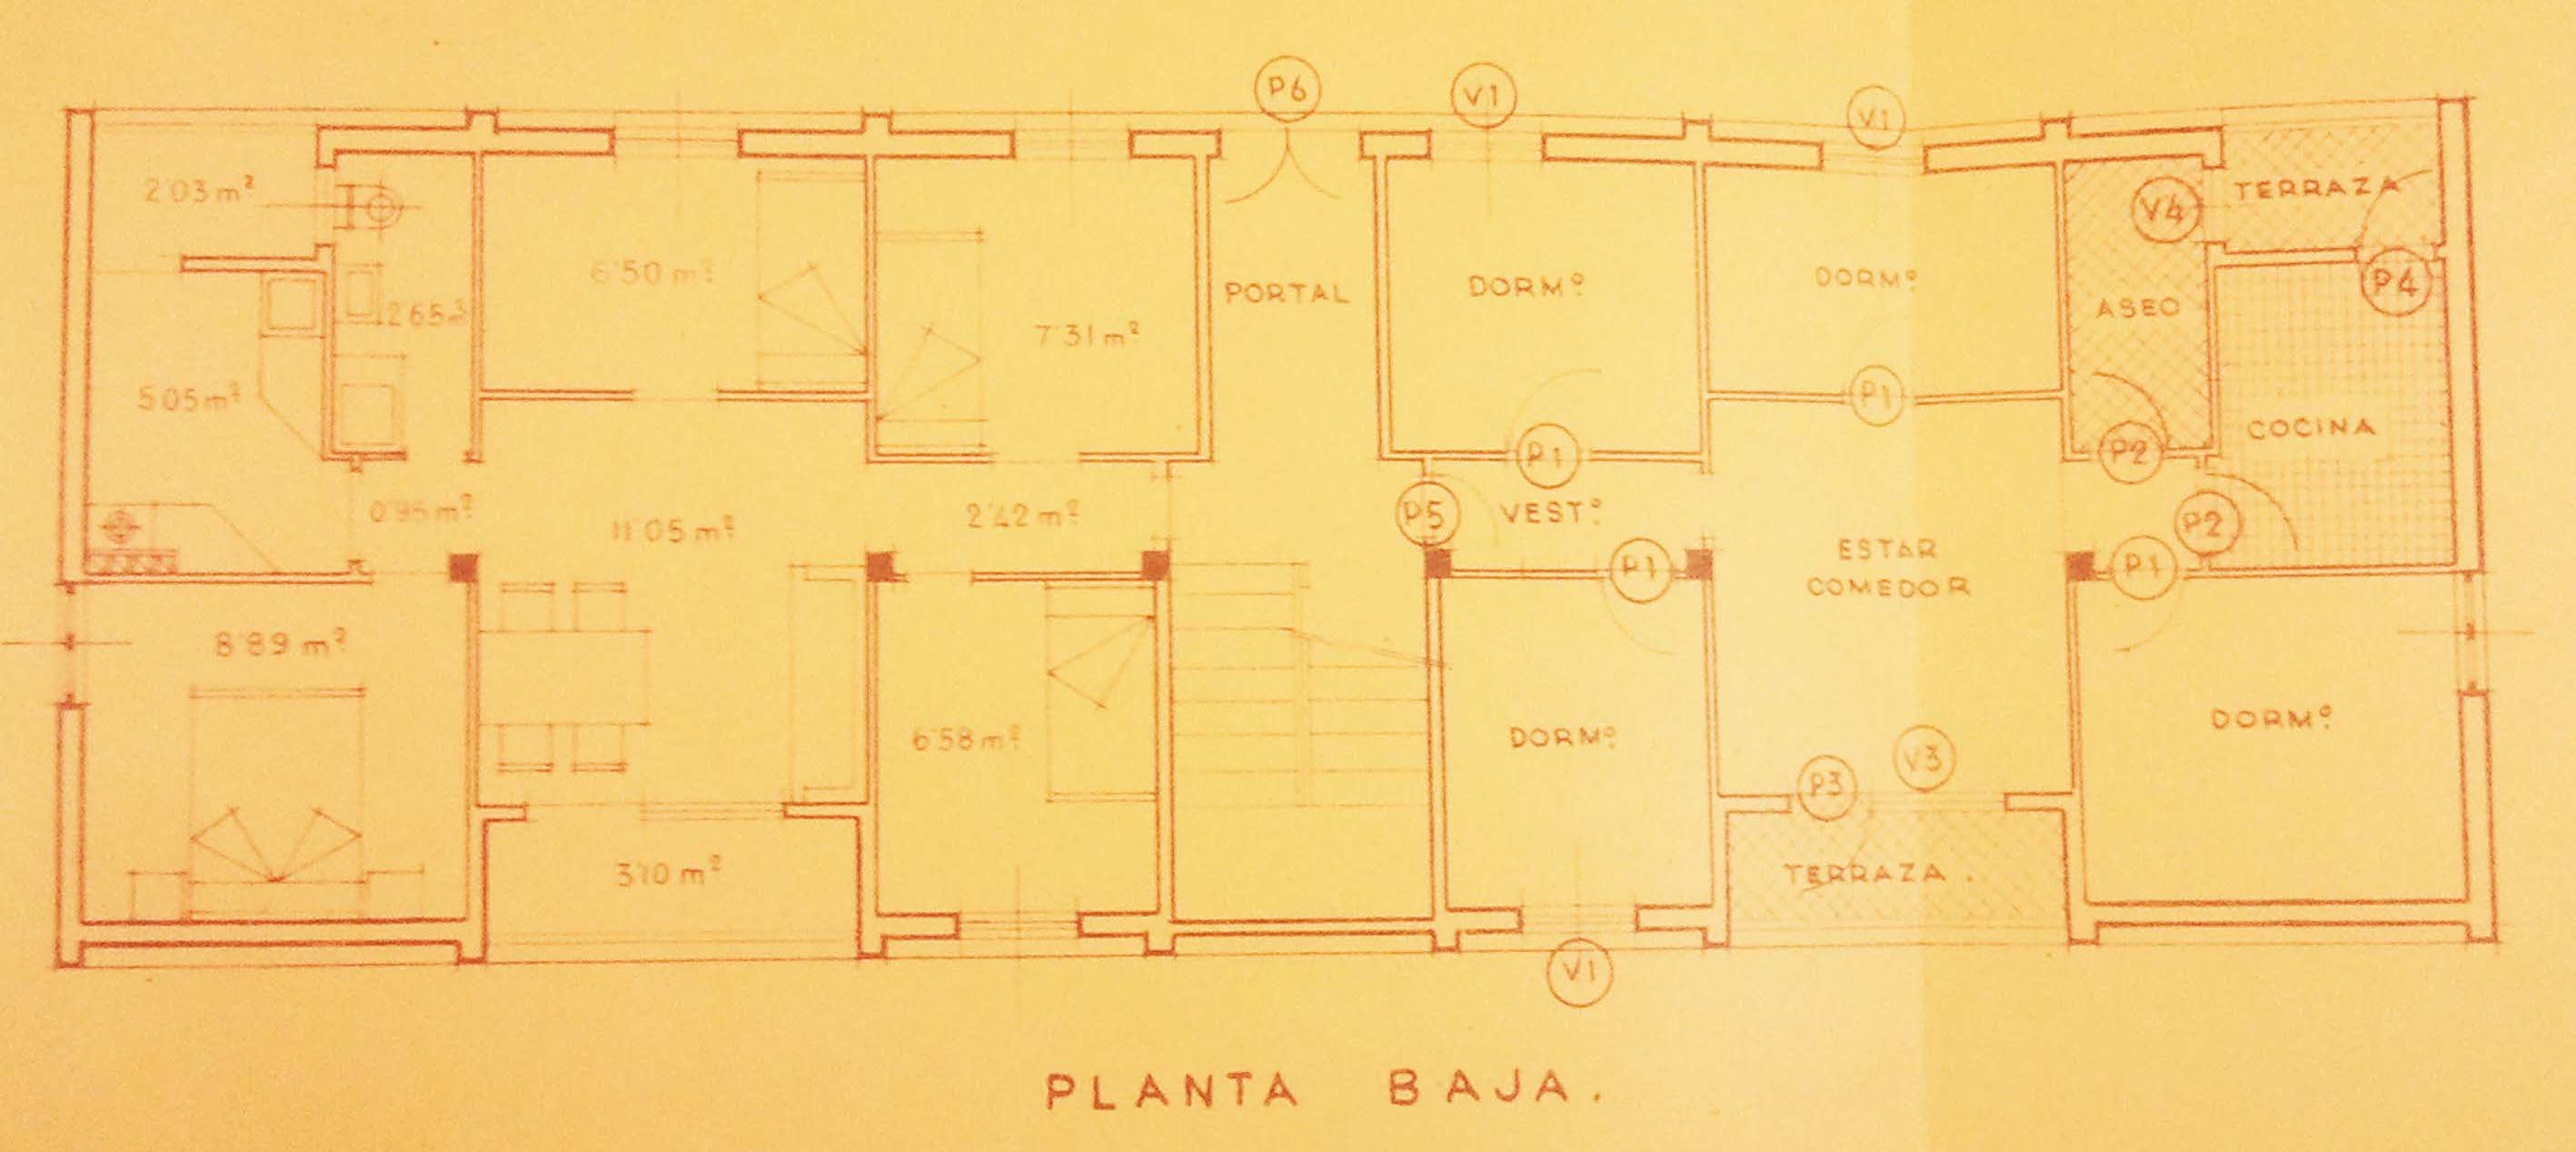 P6
V1
V1
2'03 m²
V4
TERRAZA
6'50 m²
PORTAL
DORMº
DORMº
P4
2'65 m²
7'31 m²
ASEO
5'05 m²
P1
COCINA
P1
P2
0'95 m²
11'05 m²
2'42 m²
P5
VESTº
P2
ESTAR
COMEDOR
P1
P1
8'89 m²
6'58 m²
DORMº
DORMº
P3
V3
3'10 m²
TERRAZA.
V1
PLANTA BAJA.